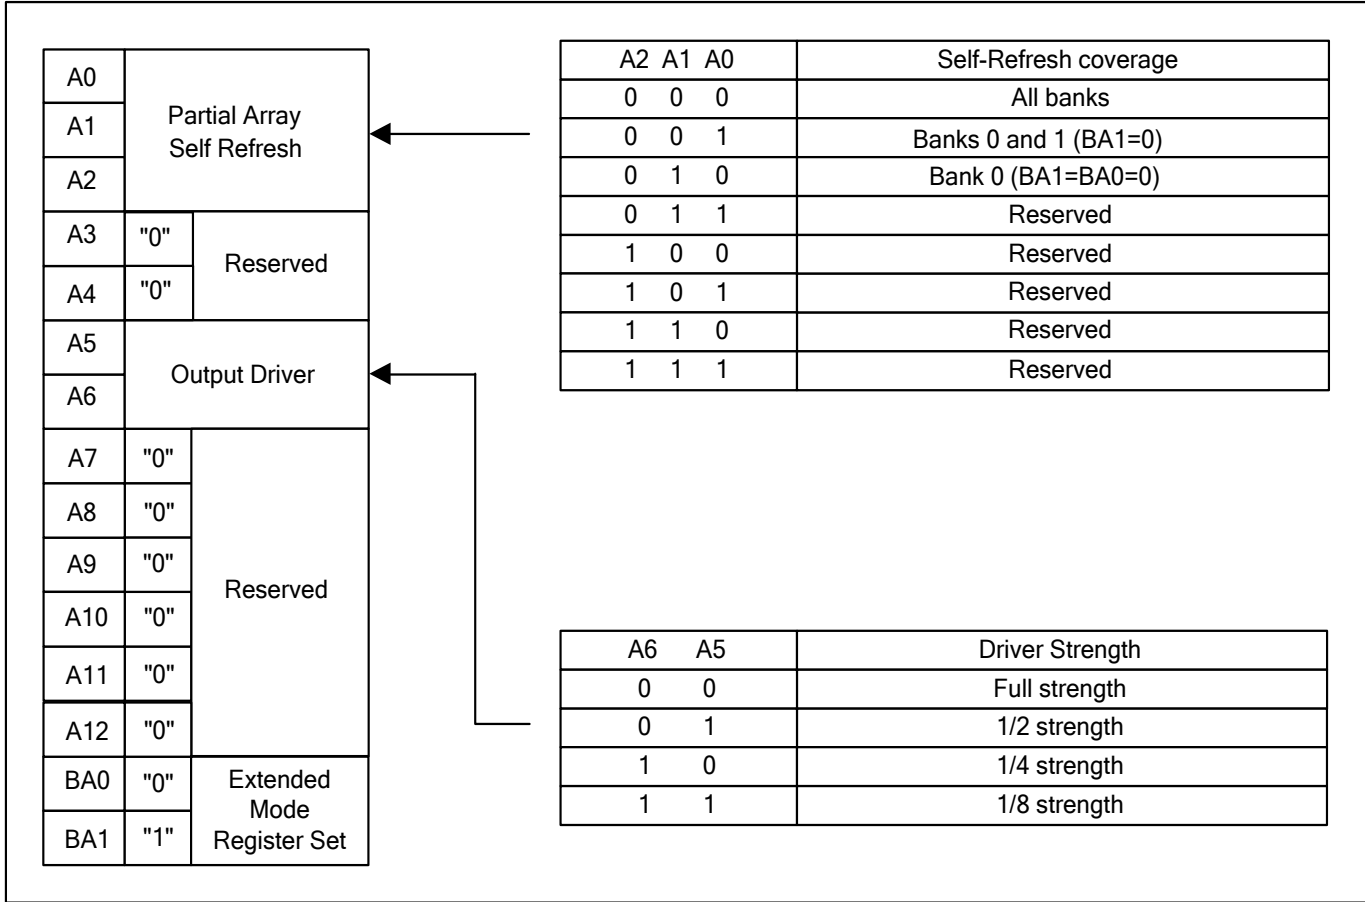 A0
Partial Array
Self Refresh
A1
A2
A3 "0"
Reserved
A4 "0"
A5
Output Driver
A6
A7 "0"
A8 "0"
A9 "0"
Reserved
A10 "0"
A11 "0"
A12 "0"
BA0 "0"
Extended
Mode
Register Set
BA1 "1"
A2 A1 A0 Self-Refresh coverage
0 0 0 All banks
0 0 1 Banks 0 and 1 (BA1=0)
0 1 0 Bank 0 (BA1=BA0=0)
0 1 1 Reserved
1 0 0 Reserved
1 0 1 Reserved
1 1 0 Reserved
1 1 1 Reserved
A6 A5 Driver Strength
0 0 Full strength
0 1 1/2 strength
1 0 1/4 strength
1 1 1/8 strength